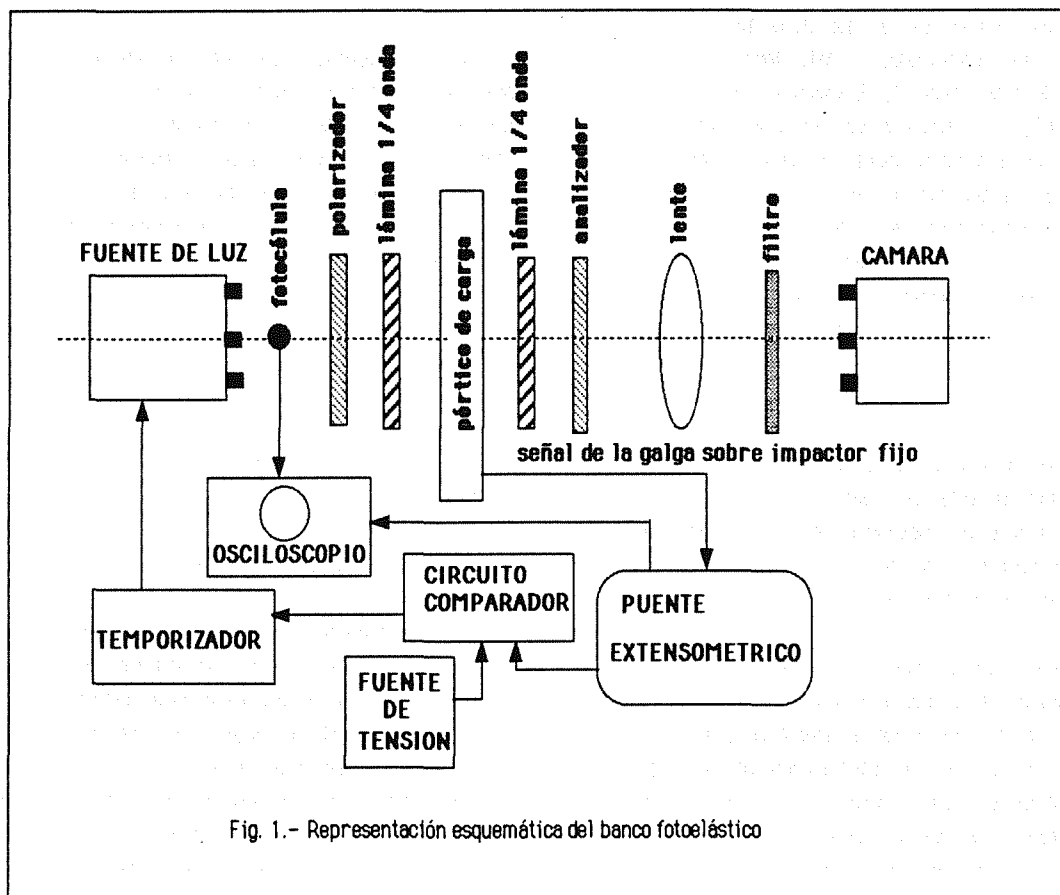 FUENTE DE LUZ
fotocélula
polarizador
lámina 1/4 onda
pórtico de carga
lámina 1/4 onda
analizador
lente
filtro
CAMARA
señal de la galga sobre impactor fijo
OSCILOSCOPIO
CIRCUITO
COMPARADOR
PUENTE
EXTENSOMETRICO
TEMPORIZADOR
FUENTE
DE
TENSION
Fig. 1.- Representación esquemática del banco fotoelástico